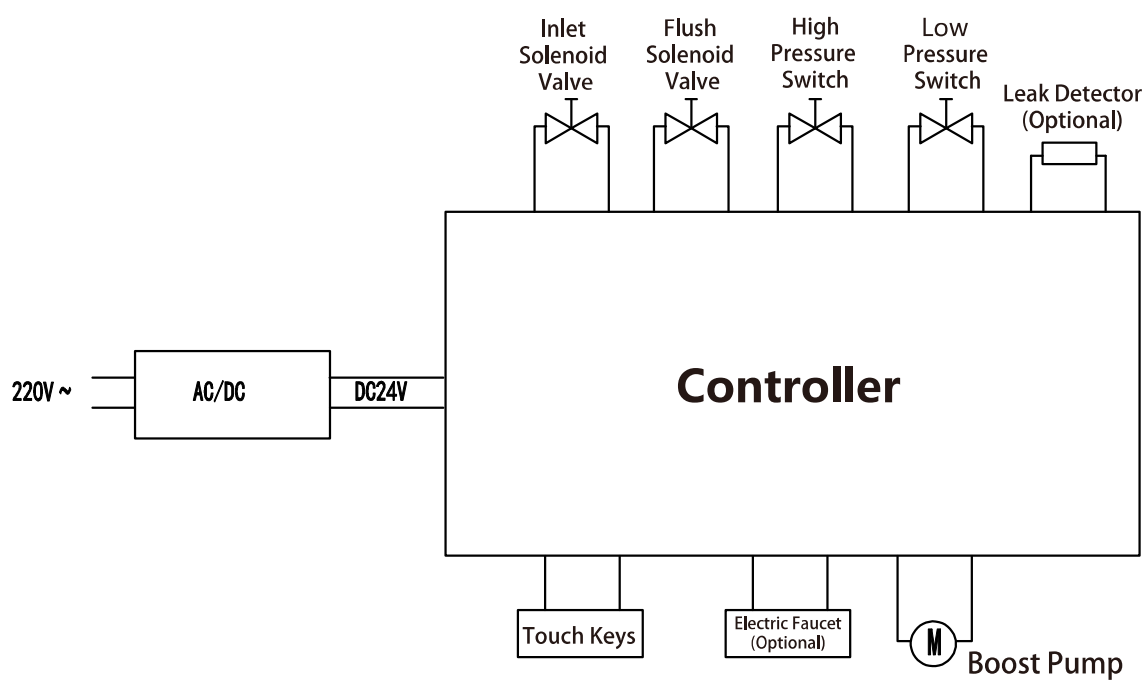 Inlet
Solenoid
Valve
Flush
Solenoid
Valve
High
Pressure
Switch
Low
Pressure
Switch
Leak Detector
(Optional)
220V ~
AC/DC
DC24V
Controller
Touch Keys
Electric Faucet
(Optional)
M
Boost Pump